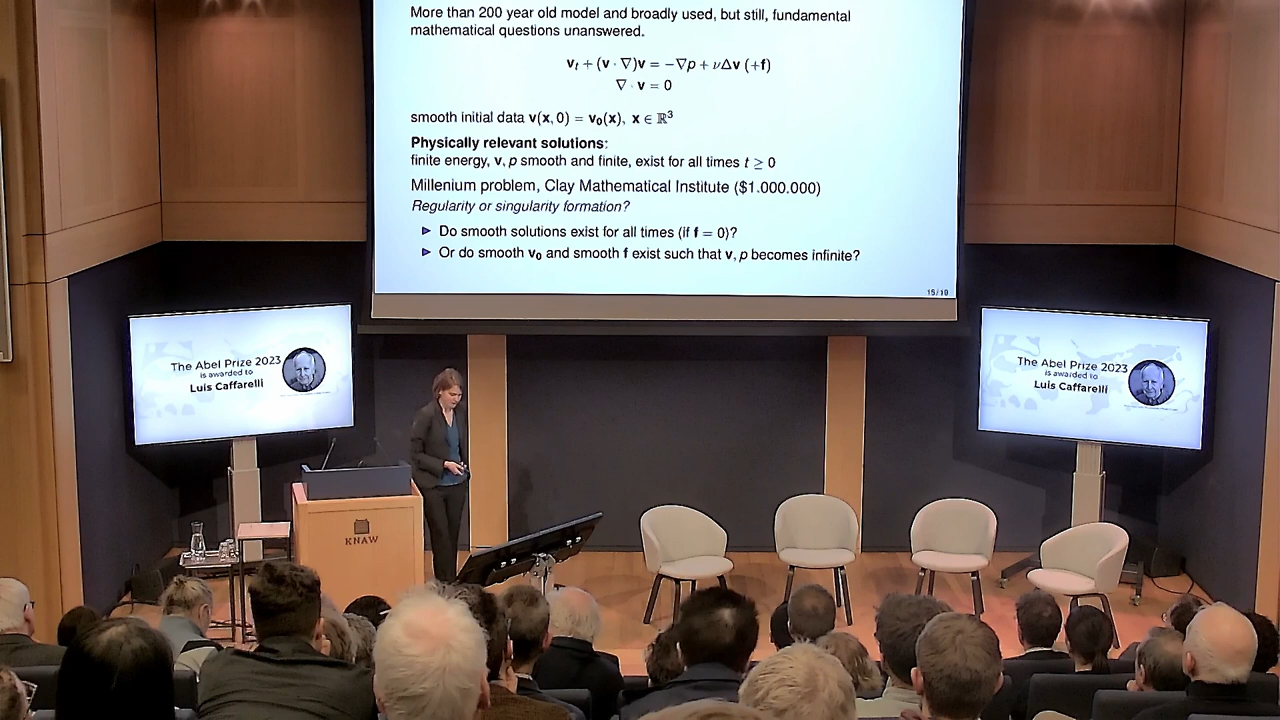 More than 200 year old model and broadly used, but still, fundamental
mathematical questions unanswered.
v_t + (v · ∇)v = −∇p + νΔv (+f)
∇ · v = 0
smooth initial data v(x, 0) = v₀(x), x ∈ ℝ³
Physically relevant solutions:
finite energy, v, p smooth and finite, exist for all times t ≥ 0
Millenium problem, Clay Mathematical Institute ($1.000.000)
Regularity or singularity formation?
▶ Do smooth solutions exist for all times (if f = 0)?
▶ Or do smooth v₀ and smooth f exist such that v, p becomes infinite?
15/19
The Abel Prize 2023
is awarded to
Luis Caffarelli
The Abel Prize 2023
is awarded to
Luis Caffarelli
KNAW